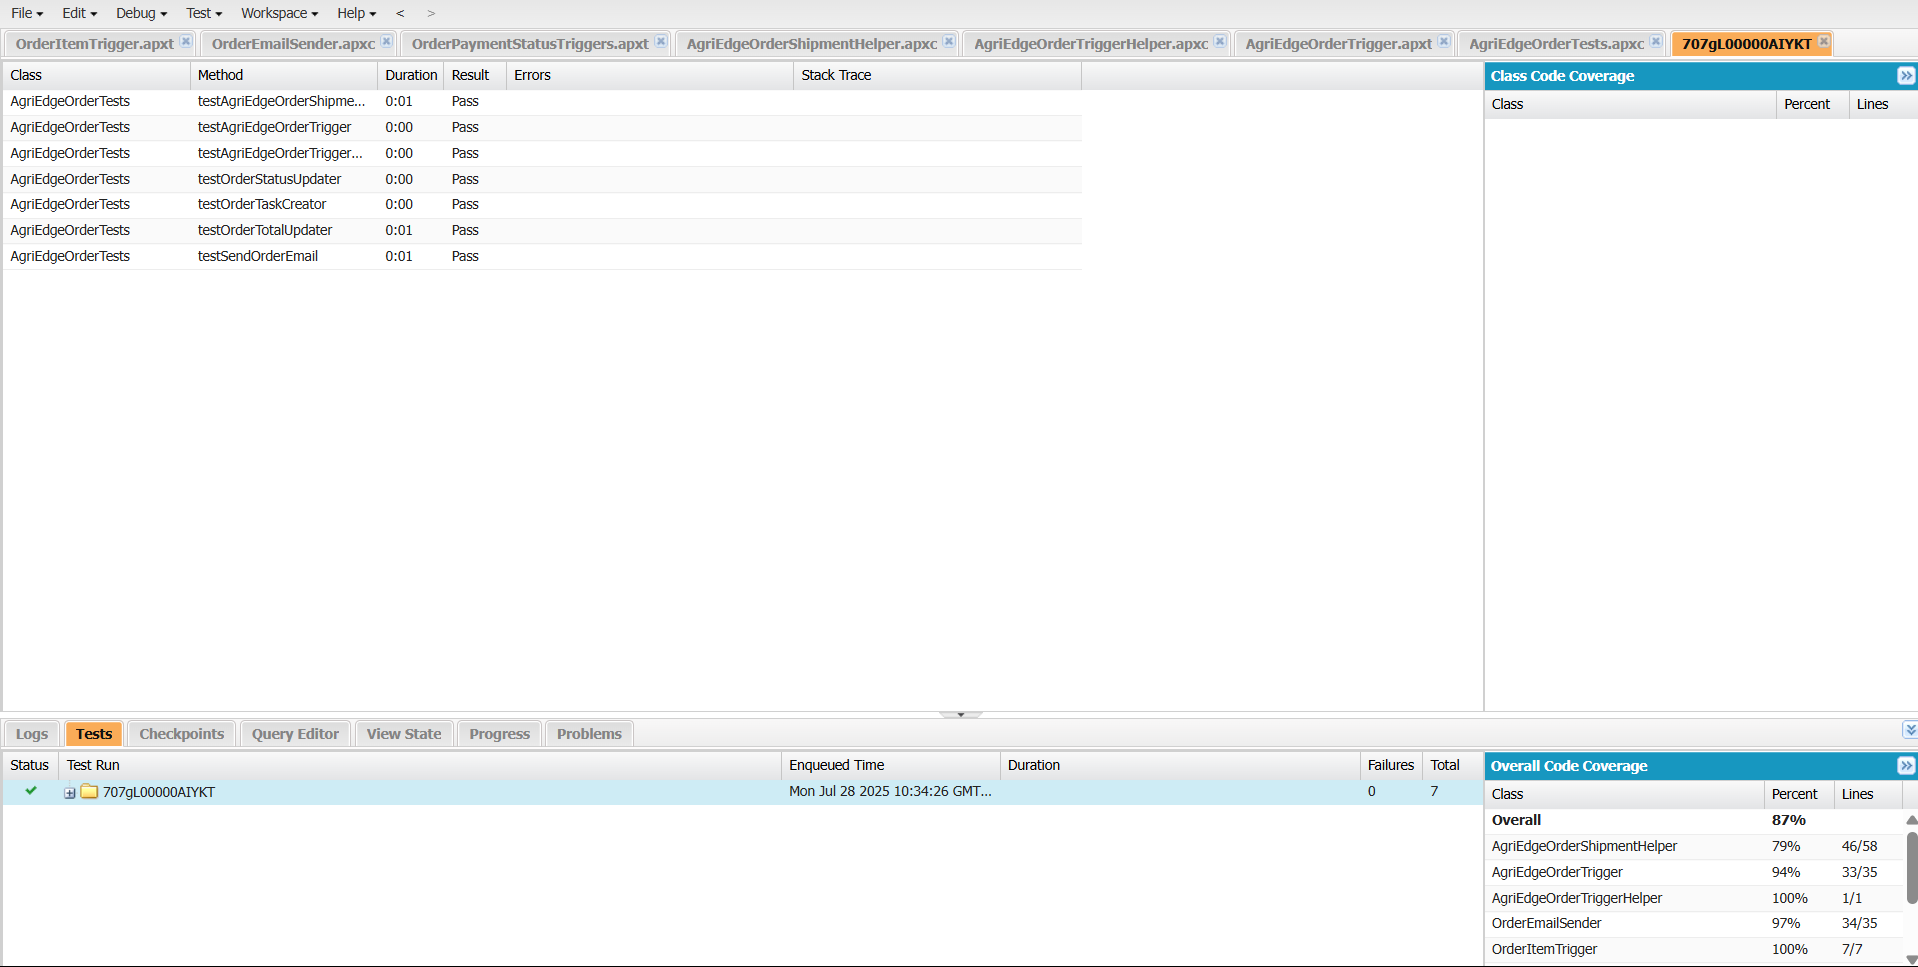 File Edit Debug Test Workspace Help < >
OrderItemTrigger.apxt OrderEmailSender.apxc OrderPaymentStatusTriggers.apxt AgriEdgeOrderShipmentHelper.apxc AgriEdgeOrderTriggerHelper.apxc AgriEdgeOrderTrigger.apxt AgriEdgeOrderTests.apxc 707gL00000AIYKT
Class Method Duration Result Errors Stack Trace
AgriEdgeOrderTests testAgriEdgeOrderShipme... 0:01 Pass
AgriEdgeOrderTests testAgriEdgeOrderTrigger 0:00 Pass
AgriEdgeOrderTests testAgriEdgeOrderTrigger... 0:00 Pass
AgriEdgeOrderTests testOrderStatusUpdater 0:00 Pass
AgriEdgeOrderTests testOrderTaskCreator 0:00 Pass
AgriEdgeOrderTests testOrderTotalUpdater 0:01 Pass
AgriEdgeOrderTests testSendOrderEmail 0:01 Pass
Class Code Coverage
Class Percent Lines
Logs Tests Checkpoints Query Editor View State Progress Problems
Status Test Run Enqueued Time Duration Failures Total
707gL00000AIYKT Mon Jul 28 2025 10:34:26 GMT... 0 7
Overall Code Coverage
Class Percent Lines
Overall 87%
AgriEdgeOrderShipmentHelper 79% 46/58
AgriEdgeOrderTrigger 94% 33/35
AgriEdgeOrderTriggerHelper 100% 1/1
OrderEmailSender 97% 34/35
OrderItemTrigger 100% 7/7